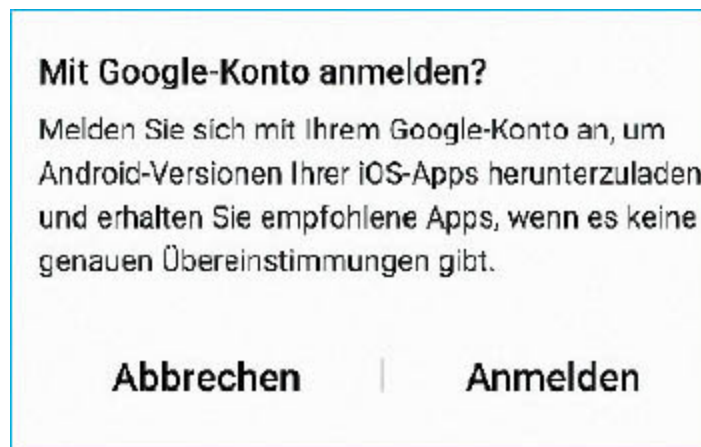 Mit Google-Konto anmelden?
Melden Sie sich mit Ihrem Google-Konto an, um
Android-Versionen Ihrer iOS-Apps herunterzuladen
und erhalten Sie empfohlene Apps, wenn es keine
genauen Übereinstimmungen gibt.
Abbrechen | Anmelden